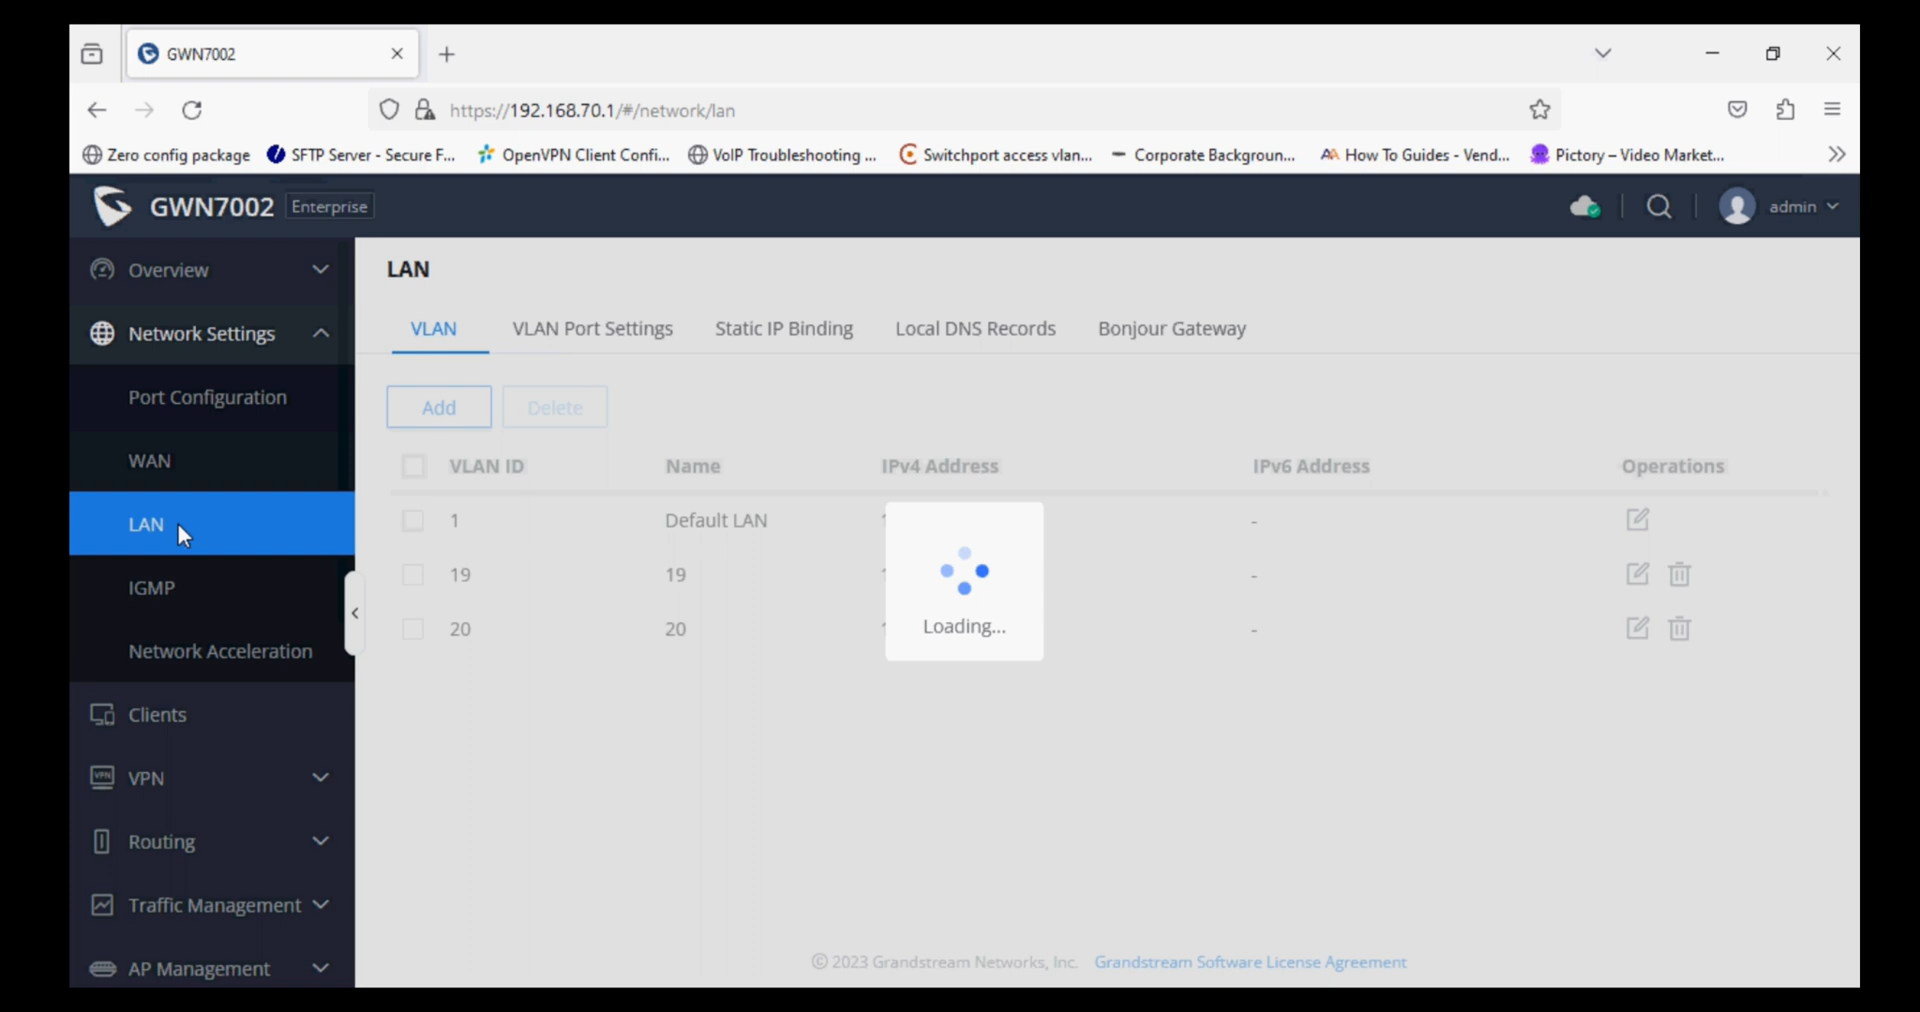 GWN7002
https://192.168.70.1/#/network/lan
Zero config package SFTP Server - Secure F... OpenVPN Client Confi... VoIP Troubleshooting ... Switchport access vlan... Corporate Backgroun... How To Guides - Vend... Pictory – Video Market...
GWN7002 Enterprise admin
Overview
Network Settings
Port Configuration
WAN
LAN
IGMP
Network Acceleration
Clients
VPN
Routing
Traffic Management
AP Management
LAN
VLAN VLAN Port Settings Static IP Binding Local DNS Records Bonjour Gateway
Add Delete
VLAN ID Name IPv4 Address IPv6 Address Operations
1 Default LAN -
19 19 -
20 20 -
Loading...
© 2023 Grandstream Networks, Inc. Grandstream Software License Agreement